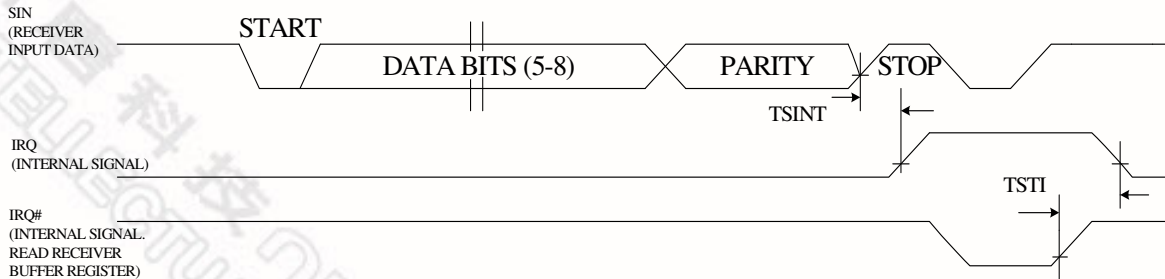 SIN
(RECEIVER
INPUT DATA)
START
DATA BITS (5-8)
PARITY
STOP
TSINT
IRQ
(INTERNAL SIGNAL)
TSTI
IRQ#
(INTERNAL SIGNAL.
READ RECEIVER
BUFFER REGISTER)